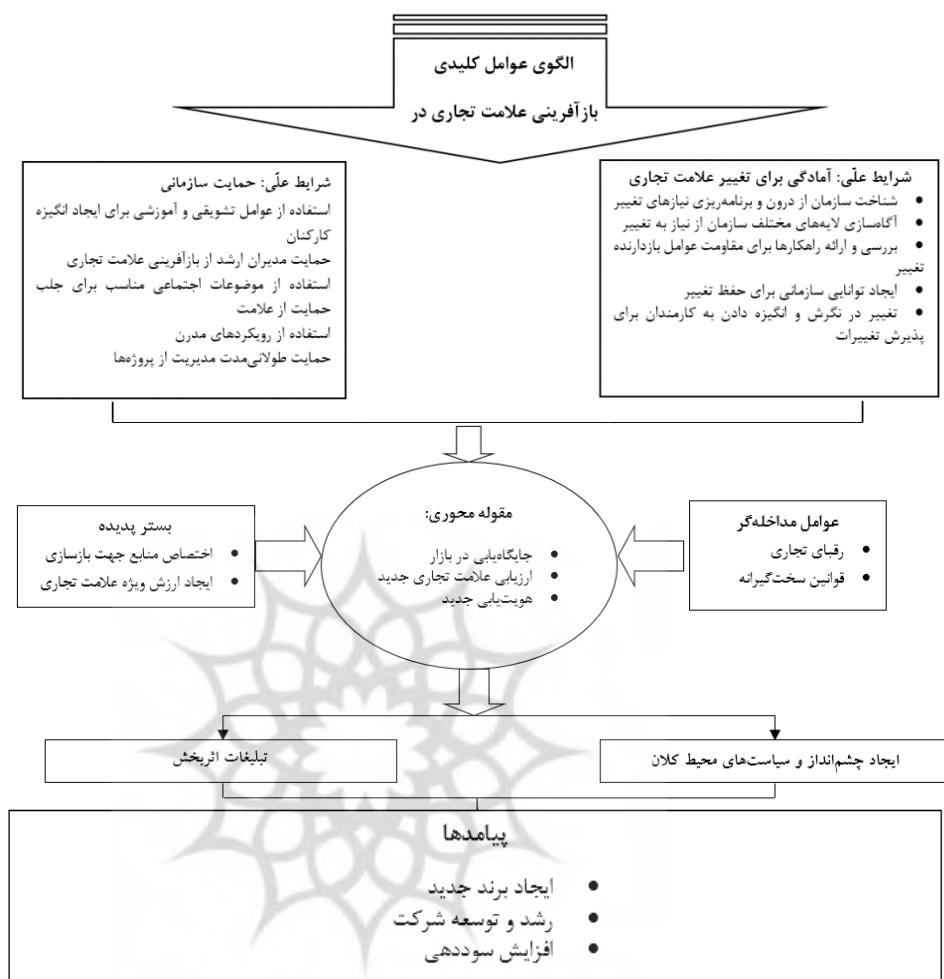 الگوی عوامل کلیدی
بازآفرینی علامت تجاری در
شرایط علّی: آمادگی برای تغییر علامت تجاری
• شناخت سازمان از درون و برنامه‌ریزی نیازهای تغییر
• آگاه‌سازی لایه‌های مختلف سازمان از نیاز به تغییر
• بررسی و ارائه راهکارها برای مقاومت عوامل بازدارنده
تغییر
• ایجاد توانایی سازمانی برای حفظ تغییر
• تغییر در نگرش و انگیزه دادن به کارمندان برای
پذیرش تغییرات
شرایط علّی: حمایت سازمانی
استفاده از عوامل تشویقی و آموزشی برای ایجاد انگیزه
کارکنان
حمایت مدیران ارشد از بازآفرینی علامت تجاری
استفاده از موضوعات اجتماعی مناسب برای جلب
حمایت از علامت
استفاده از رویکردهای مدرن
حمایت طولانی‌مدت مدیریت از پروژه‌ها
عوامل مداخله‌گر
• رقبای تجاری
• قوانین سخت‌گیرانه
مقوله محوری:
• جایگاه‌یابی در بازار
• ارزیابی علامت تجاری جدید
• هویت‌یابی جدید
بستر پدیده
• اختصاص منابع جهت بازسازی
• ایجاد ارزش ویژه علامت تجاری
ایجاد چشم‌انداز و سیاست‌های محیط کلان
تبلیغات اثربخش
پیامدها
• ایجاد برند جدید
• رشد و توسعه شرکت
• افزایش سوددهی